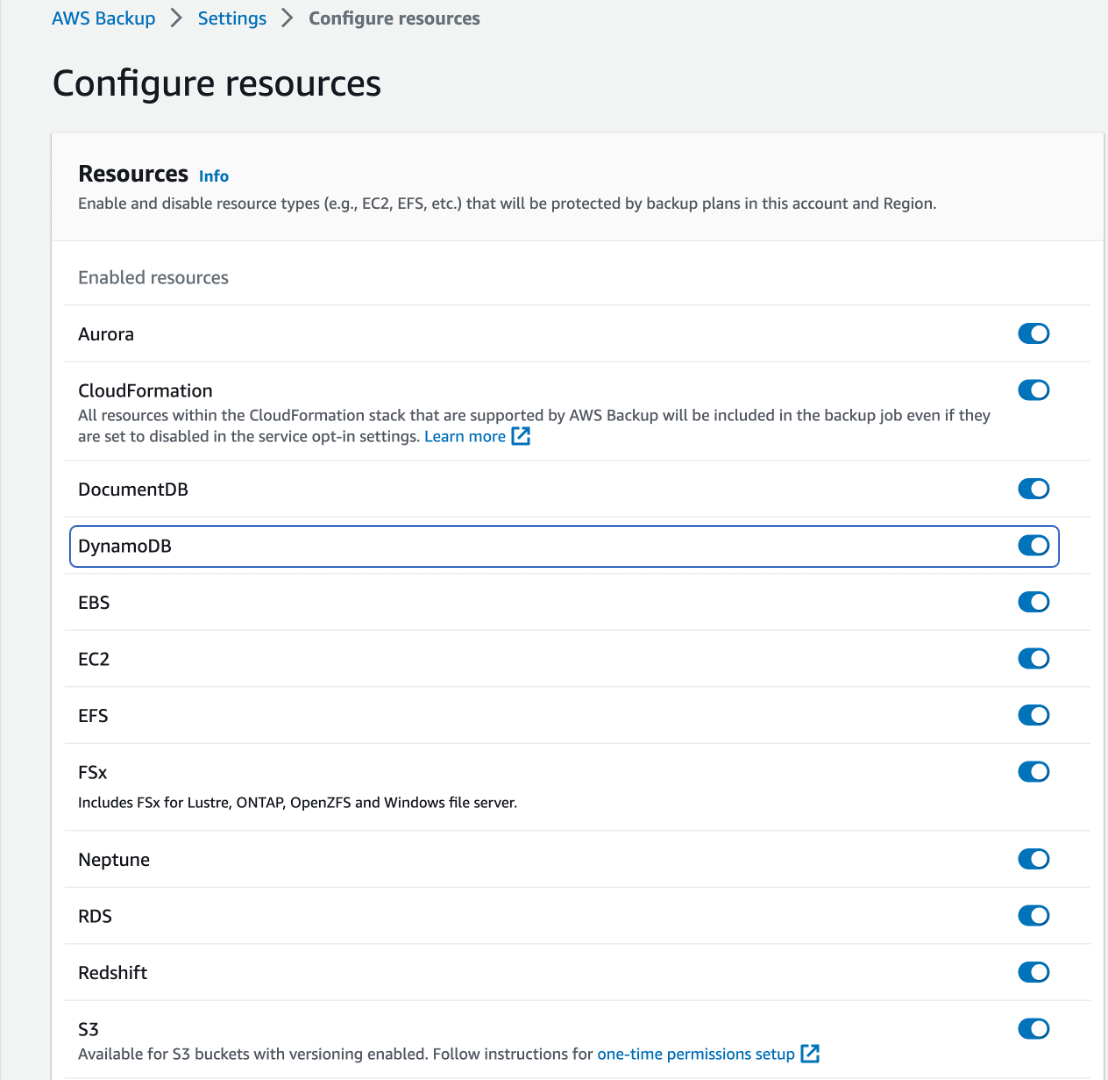 AWS Backup > Settings > Configure resources
Configure resources
Resources Info
Enable and disable resource types (e.g., EC2, EFS, etc.) that will be protected by backup plans in this account and Region.
Enabled resources
Aurora
CloudFormation
All resources within the CloudFormation stack that are supported by AWS Backup will be included in the backup job even if they
are set to disabled in the service opt-in settings. Learn more
DocumentDB
DynamoDB
EBS
EC2
EFS
FSx
Includes FSx for Lustre, ONTAP, OpenZFS and Windows file server.
Neptune
RDS
Redshift
S3
Available for S3 buckets with versioning enabled. Follow instructions for one-time permissions setup